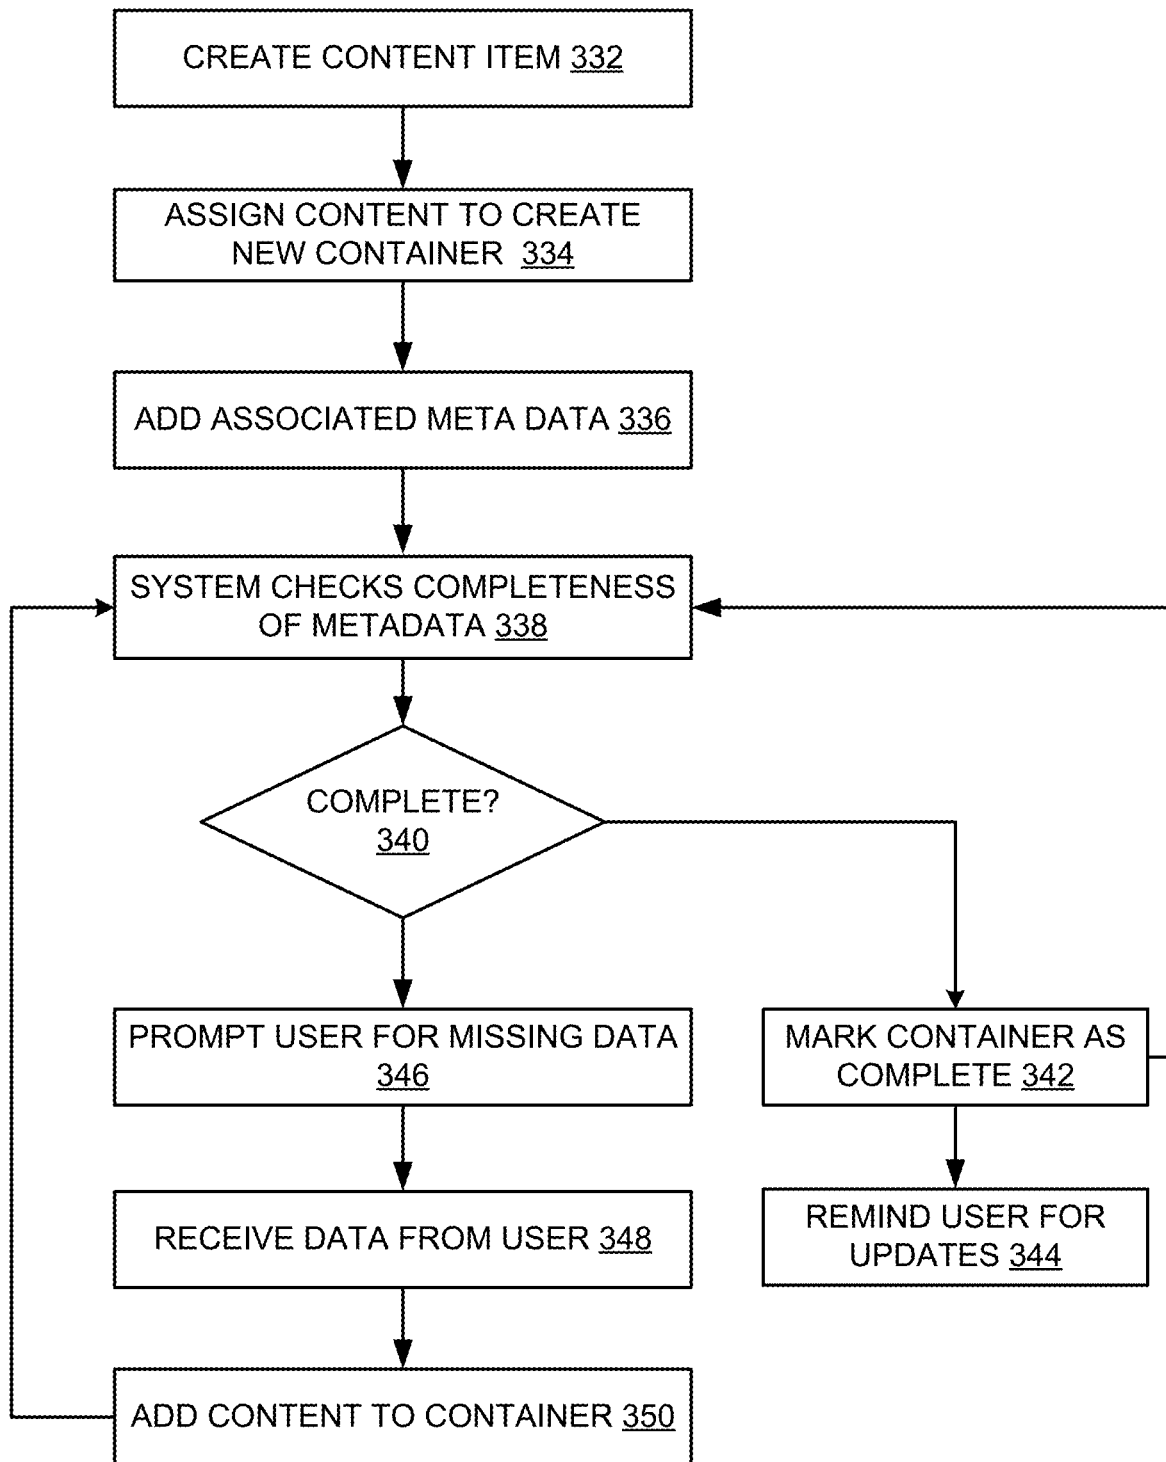 CREATE CONTENT ITEM 332
ASSIGN CONTENT TO CREATE
NEW CONTAINER 334
ADD ASSOCIATED META DATA 336
SYSTEM CHECKS COMPLETENESS
OF METADATA 338
COMPLETE?
340
PROMPT USER FOR MISSING DATA
346
MARK CONTAINER AS
COMPLETE 342
RECEIVE DATA FROM USER 348
REMIND USER FOR
UPDATES 344
ADD CONTENT TO CONTAINER 350